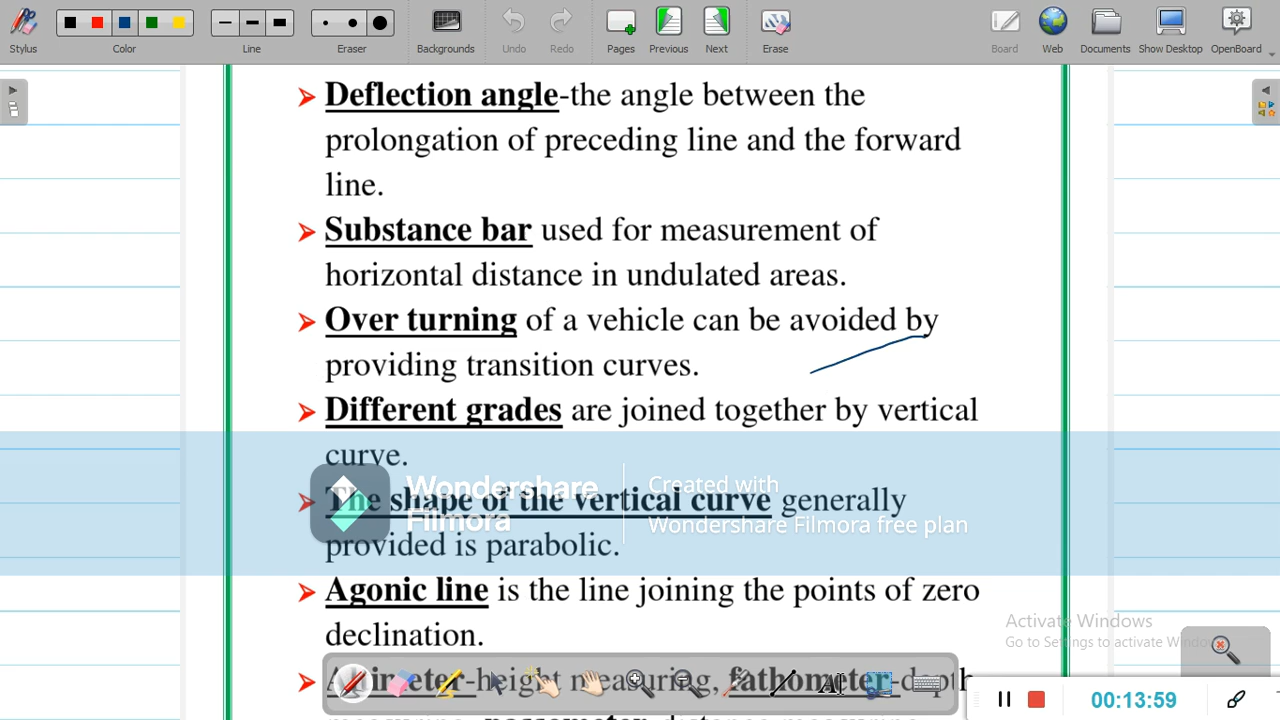 Stylus Color Line Eraser Backgrounds Undo Redo Pages Previous Next Erase Board Web Documents Show Desktop OpenBoard
Deflection angle-the angle between the
prolongation of preceding line and the forward
line.
Substance bar used for measurement of
horizontal distance in undulated areas.
Over turning of a vehicle can be avoided by
providing transition curves.
Different grades are joined together by vertical
curve.
The shape of the vertical curve generally
provided is parabolic.
Wondershare
Filmora
Created with
Wondershare Filmora free plan
Agonic line is the line joining the points of zero
declination.
-height measuring, fathometer-depth
Activate Windows
Go to Settings to activate Windows
00:13:59